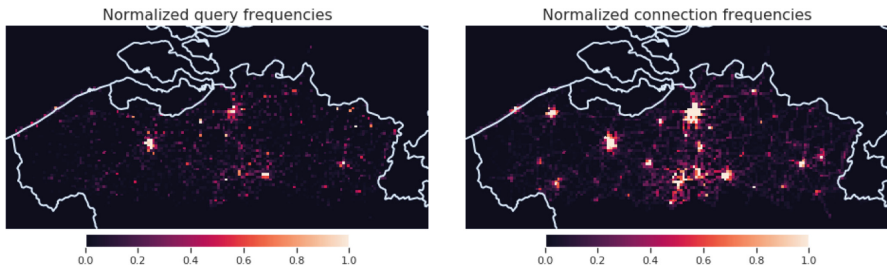 Normalized query frequencies
Normalized connection frequencies
0.0 0.2 0.4 0.6 0.8 1.0
0.0 0.2 0.4 0.6 0.8 1.0